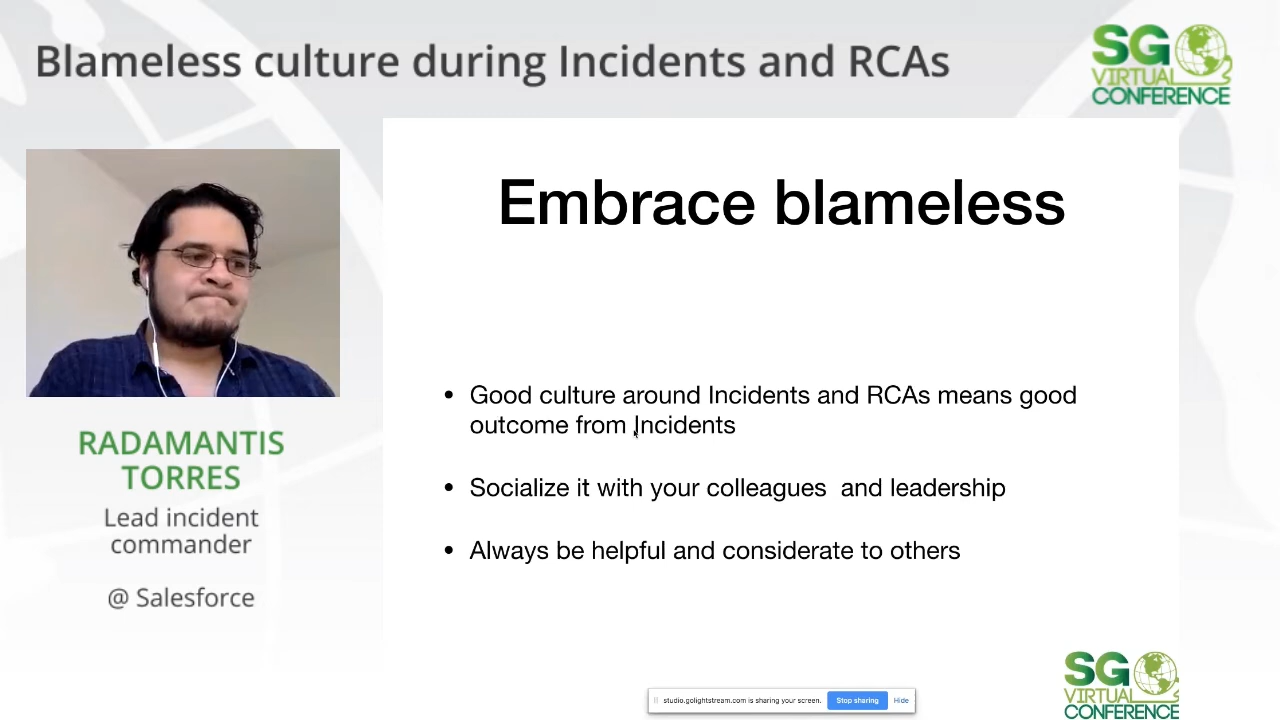 Blameless culture during Incidents and RCAs
SG
VIRTUAL
CONFERENCE
RADAMANTIS
TORRES
Lead incident
commander
@ Salesforce
Embrace blameless
• Good culture around Incidents and RCAs means good
outcome from Incidents
• Socialize it with your colleagues and leadership
• Always be helpful and considerate to others
studio.golightstream.com is sharing your screen.
Stop sharing
Hide
SG
VIRTUAL
CONFERENCE